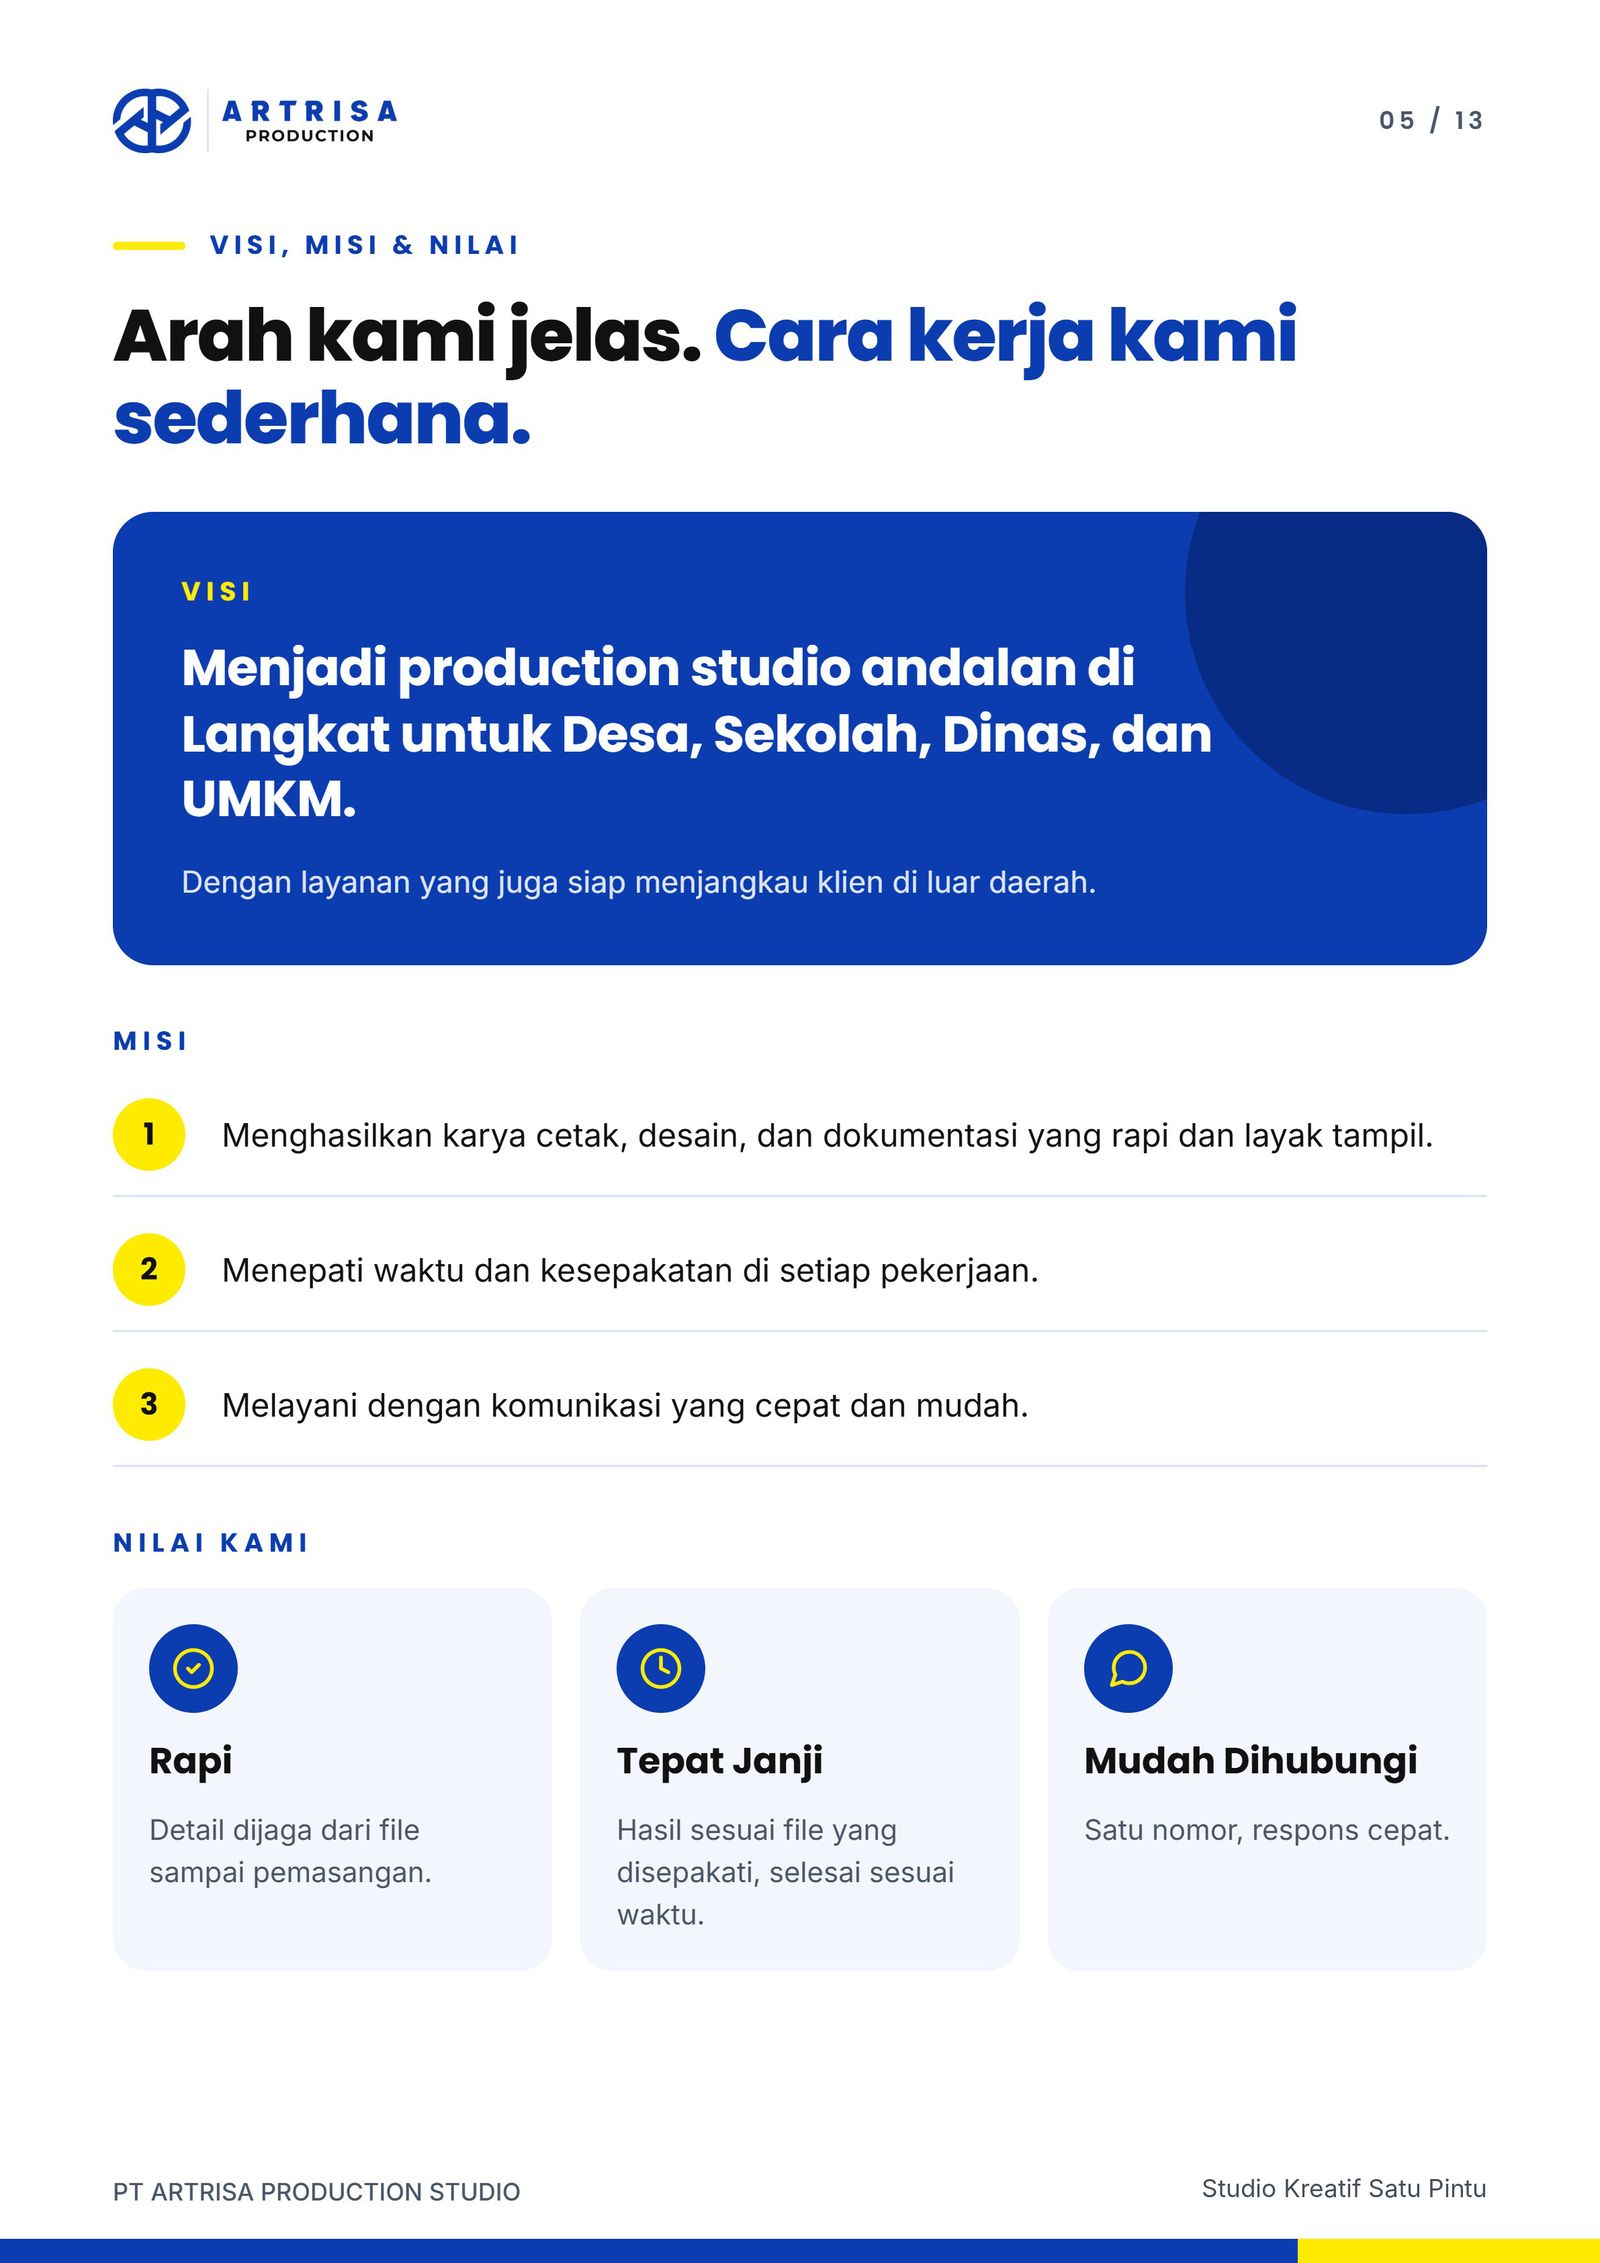 ARTRISA
PRODUCTION
05 / 13
VISI, MISI & NILAI
Arah kami jelas. Cara kerja kami
sederhana.
VISI
Menjadi production studio andalan di
Langkat untuk Desa, Sekolah, Dinas, dan
UMKM.
Dengan layanan yang juga siap menjangkau klien di luar daerah.
MISI
1 Menghasilkan karya cetak, desain, dan dokumentasi yang rapi dan layak tampil.
2 Menepati waktu dan kesepakatan di setiap pekerjaan.
3 Melayani dengan komunikasi yang cepat dan mudah.
NILAI KAMI
Rapi
Detail dijaga dari file
sampai pemasangan.
Tepat Janji
Hasil sesuai file yang
disepakati, selesai sesuai
waktu.
Mudah Dihubungi
Satu nomor, respons cepat.
PT ARTRISA PRODUCTION STUDIO
Studio Kreatif Satu Pintu